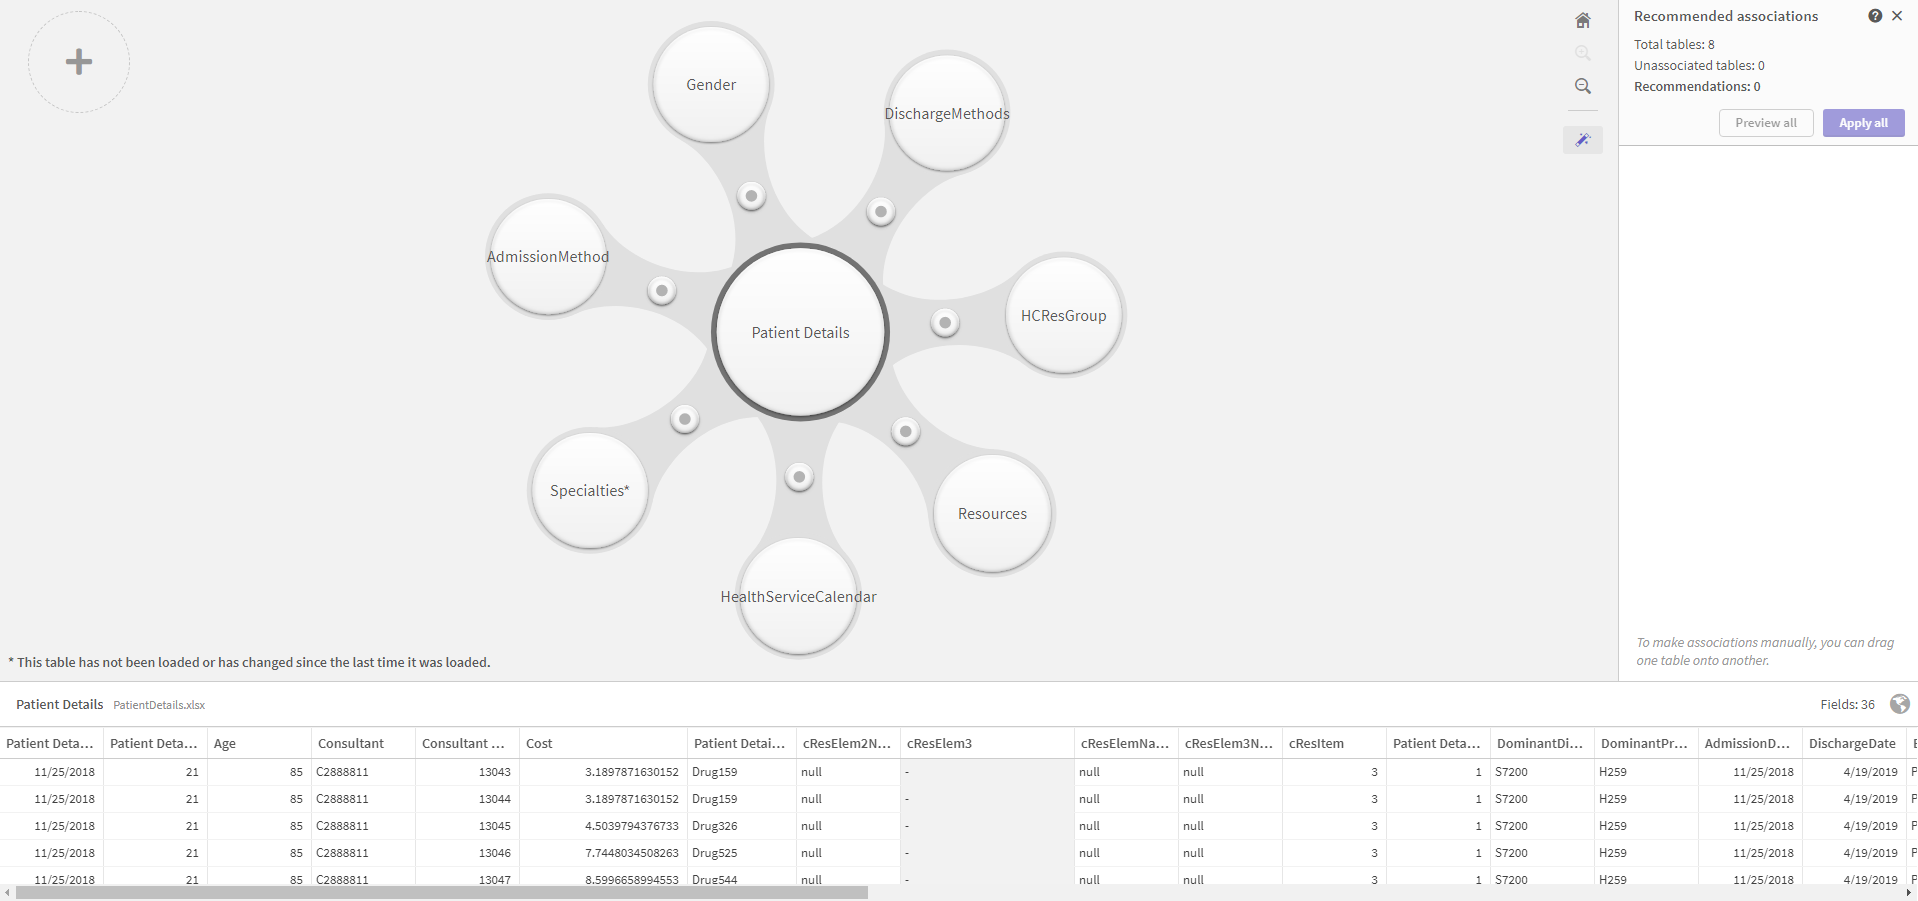 Recommended associations
Total tables: 8
Unassociated tables: 0
Recommendations: 0
Preview all
Apply all
Gender
DischargeMethods
AdmissionMethod
HCResGroup
Patient Details
Specialties*
Resources
HealthServiceCalendar
To make associations manually, you can drag
one table onto another.
* This table has not been loaded or has changed since the last time it was loaded.
Patient Details PatientDetails.xlsx Fields: 36
Patient Deta... Patient Deta... Age Consultant Consultant ... Cost Patient Detai... cResElem2N... cResElem3 cResElemNa... cResElem3N... cResItem Patient Deta... DominantDi... DominantPr... AdmissionD... DischargeDate
11/25/2018 21 85 C2888811 13043 3.1897871630152 Drug159 null - null null 3 1 S7200 H259 11/25/2018 4/19/2019 P
11/25/2018 21 85 C2888811 13044 3.1897871630152 Drug159 null - null null 3 1 S7200 H259 11/25/2018 4/19/2019 P
11/25/2018 21 85 C2888811 13045 4.5039794376733 Drug326 null - null null 3 1 S7200 H259 11/25/2018 4/19/2019 P
11/25/2018 21 85 C2888811 13046 7.7448034508263 Drug525 null - null null 3 1 S7200 H259 11/25/2018 4/19/2019 P
11/25/2018 21 85 C2888811 13047 8.5996658994553 Drug544 null - null null 3 1 S7200 H259 11/25/2018 4/19/2019 P